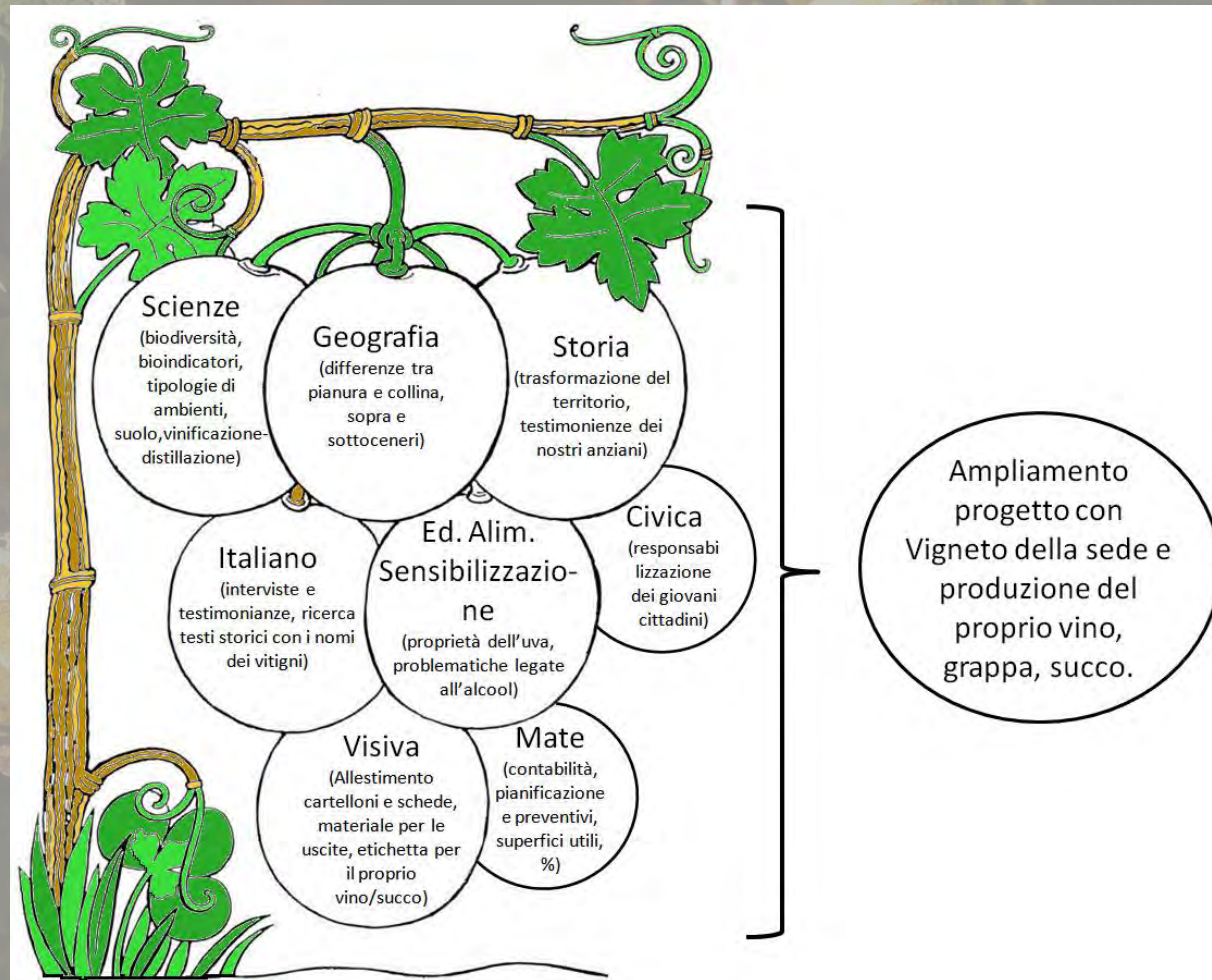 Scienze
(biodiversità,
bioindicatori,
tipologie di
ambienti,
suolo,vinificazione-
distillazione)
Geografia
(differenze tra
pianura e collina,
sopra e
sottoceneri)
Storia
(trasformazione del
territorio,
testimonienze dei
nostri anziani)
Italiano
(interviste e
testimonianze, ricerca
testi storici con i nomi
dei vitigni)
Ed. Alim.
Sensibilizzazio-
ne
(proprietà dell'uva,
problematiche legate
all'alcool)
Civica
(responsabi
lizzazione
dei giovani
cittadini)
Visiva
(Allestimento
cartelloni e schede,
materiale per le
uscite, etichetta per
il proprio
vino/succo)
Mate
(contabilità,
pianificazione
e preventivi,
superfici utili,
%)
Ampliamento
progetto con
Vigneto della sede e
produzione del
proprio vino,
grappa, succo.